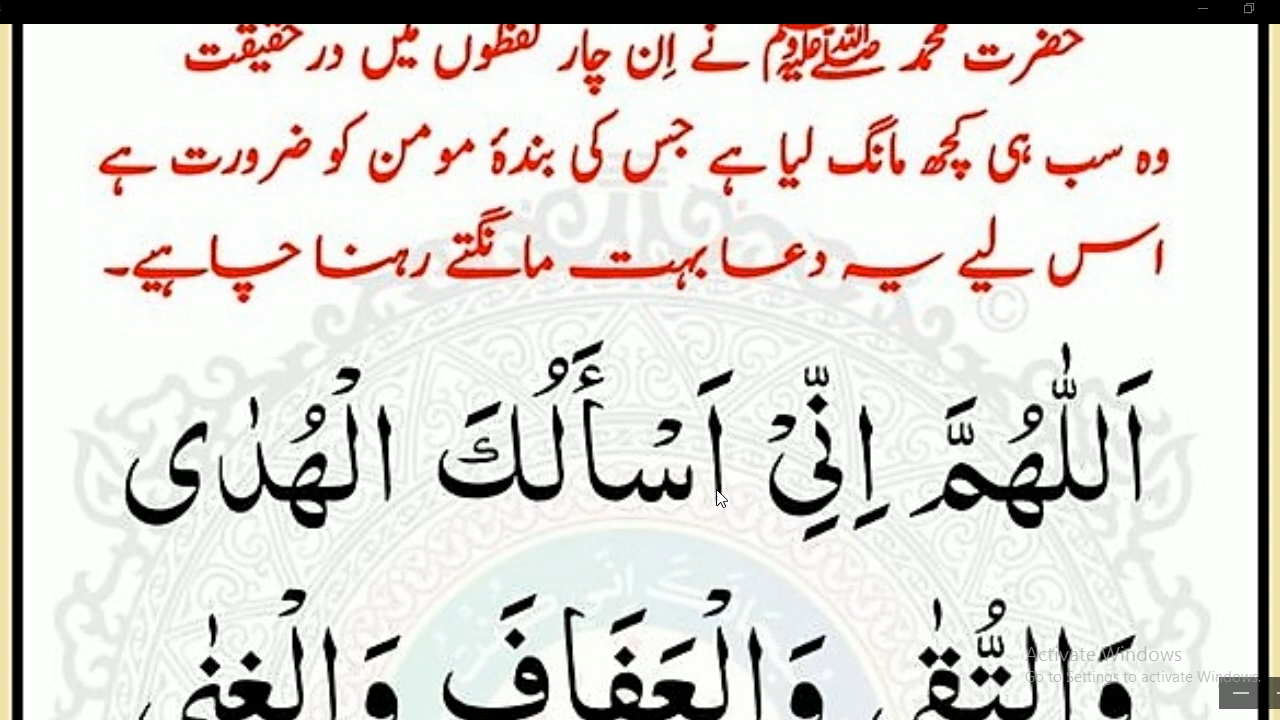 حضرت محمد ﷺ نے اِن چار لفظوں میں در حقیقت
وہ سب ہی کچھ مانگ لیا ہے جس کی بندۂ مومن کو ضرورت ہے
اس لیے یہ دعا بہت مانگتے رہنا چاہیے۔
اَللّٰهُمَّ اِنِّیْ اَسْأَلُكَ الْهُدٰی
وَالتُّقٰی وَالْعَفَافَ وَالْغِنٰی
Activate Windows
Go to Settings to activate Windows.